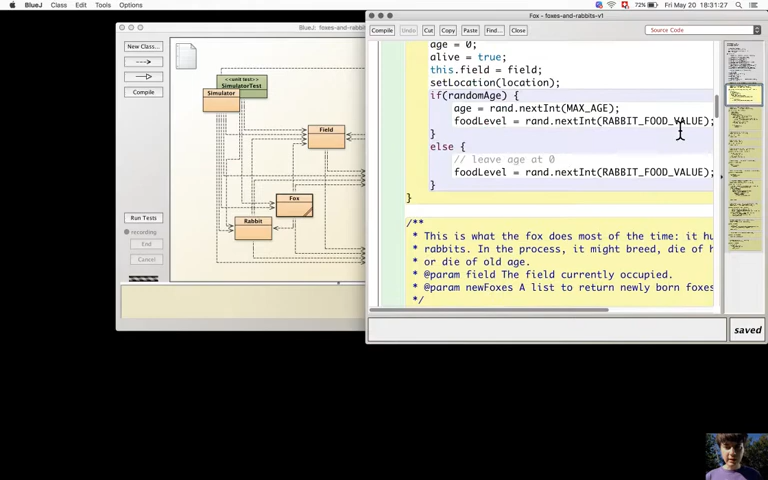 BlueJ Class Edit Tools Options
72% Fri May 20 18:31:27
BlueJ: foxes-and-rabbi
Fox - foxes-and-rabbits-v1
Compile Undo Cut Copy Paste Find... Close
Source Code
New Class...
Compile
Run Tests
recording
End
Cancel
<<unit test>>
SimulatorTest
Simulator
Field
Fox
Rabbit
age = 0;
alive = true;
this.field = field;
setLocation(location);
if(randomAge) {
age = rand.nextInt(MAX_AGE);
foodLevel = rand.nextInt(RABBIT_FOOD_VALUE);
}
else {
// leave age at 0
foodLevel = rand.nextInt(RABBIT_FOOD_VALUE);
}
}
/**
* This is what the fox does most of the time: it hu
* rabbits. In the process, it might breed, die of h
* or die of old age.
* @param field The field currently occupied.
* @param newFoxes A list to return newly born foxes
*/
saved